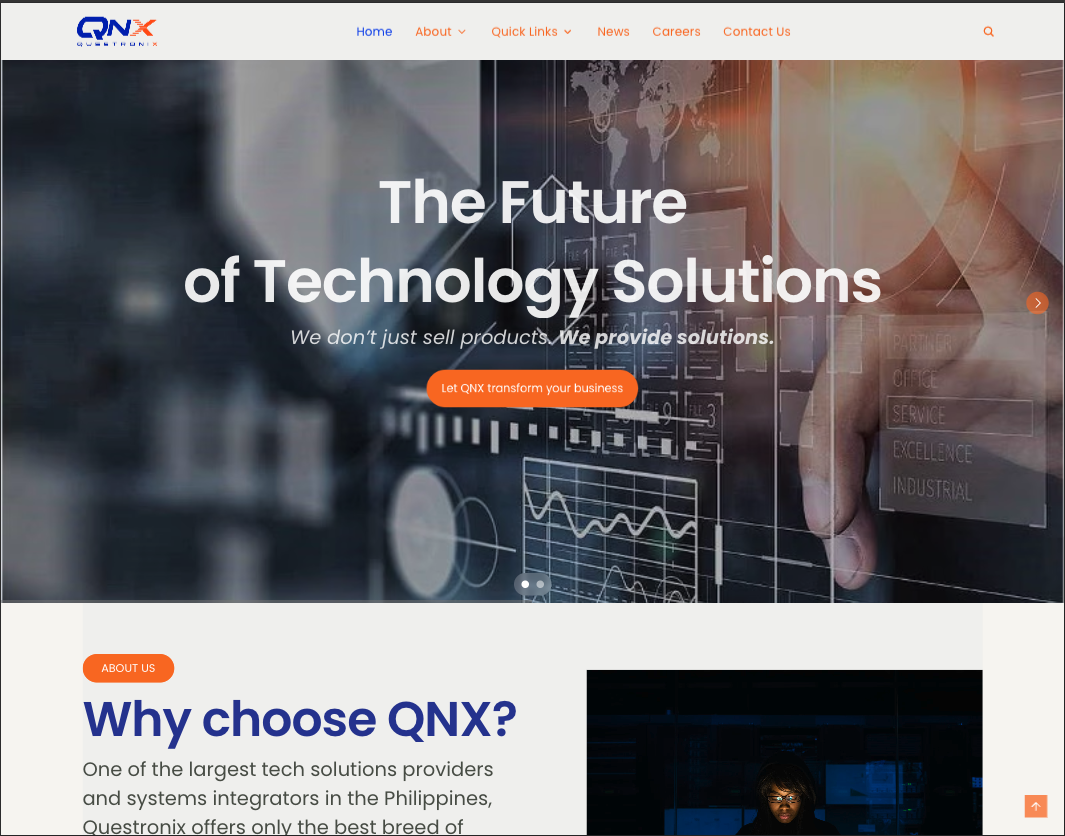 QNX
QUESTRONIX
Home About Quick Links News Careers Contact Us
The Future
of Technology Solutions
We don't just sell products. We provide solutions.
Let QNX transform your business
PARTNER
OFFICE
SERVICE
EXCELLENCE
INDUSTRIAL
ABOUT US
Why choose QNX?
One of the largest tech solutions providers
and systems integrators in the Philippines,
Questronix offers only the best breed of